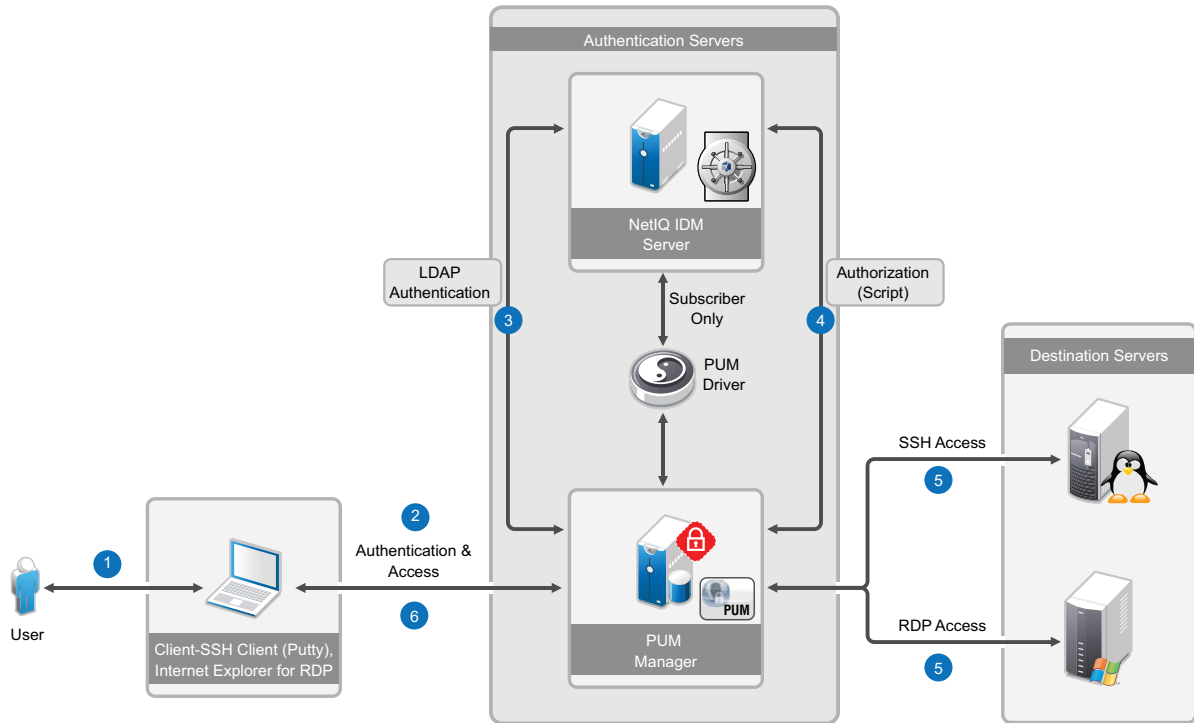 Authentication Servers
NetIQ IDM
Server
LDAP
Authentication
3
Subscriber
Only
Authorization
(Script)
4
PUM
Driver
Destination Servers
SSH Access
5
2
Authentication &
Access
6
1
User
Client-SSH Client (Putty),
Internet Explorer for RDP
PUM
PUM
Manager
RDP Access
5